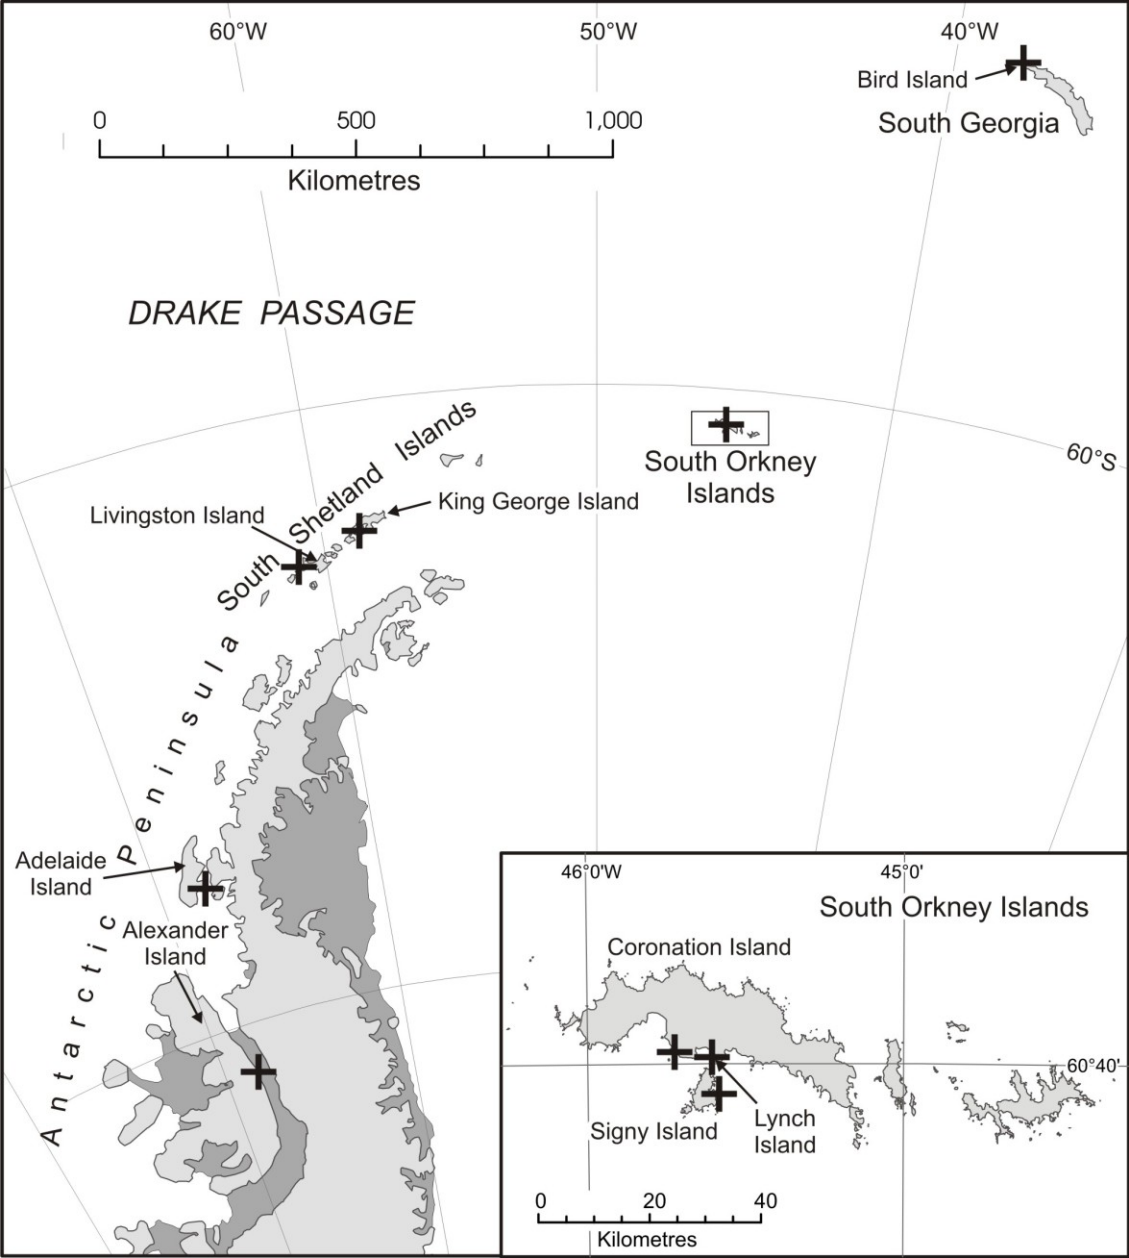 60°W
50°W
40°W
Bird Island
South Georgia
0 500 1,000
Kilometres
DRAKE PASSAGE
60°S
South Shetland Islands
South Orkney
Islands
King George Island
Livingston Island
Antarctic Peninsula
Adelaide
Island
Alexander
Island
46°0'W
45°0'
South Orkney Islands
Coronation Island
60°40'
Lynch
Island
Signy Island
0 20 40
Kilometres